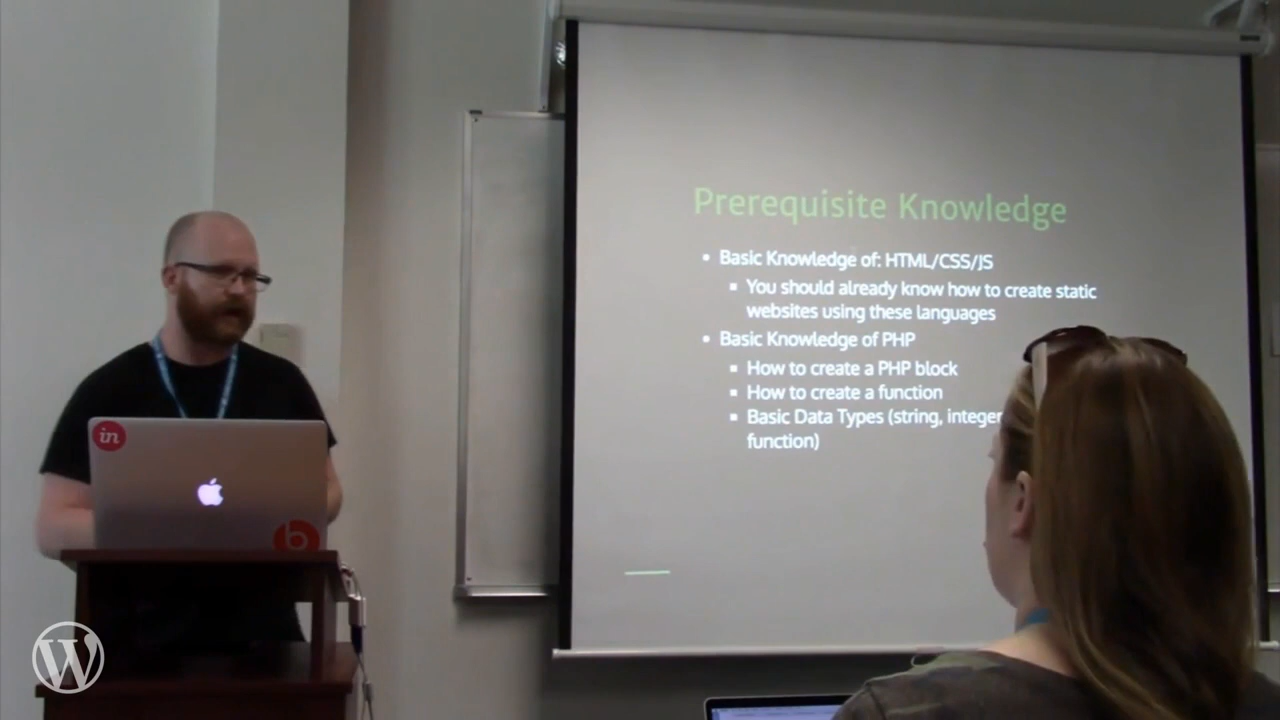 Prerequisite Knowledge
• Basic Knowledge of: HTML/CSS/JS
▪ You should already know how to create static
websites using these languages
• Basic Knowledge of PHP
▪ How to create a PHP block
▪ How to create a function
▪ Basic Data Types (string, integer
function)
in
b
W